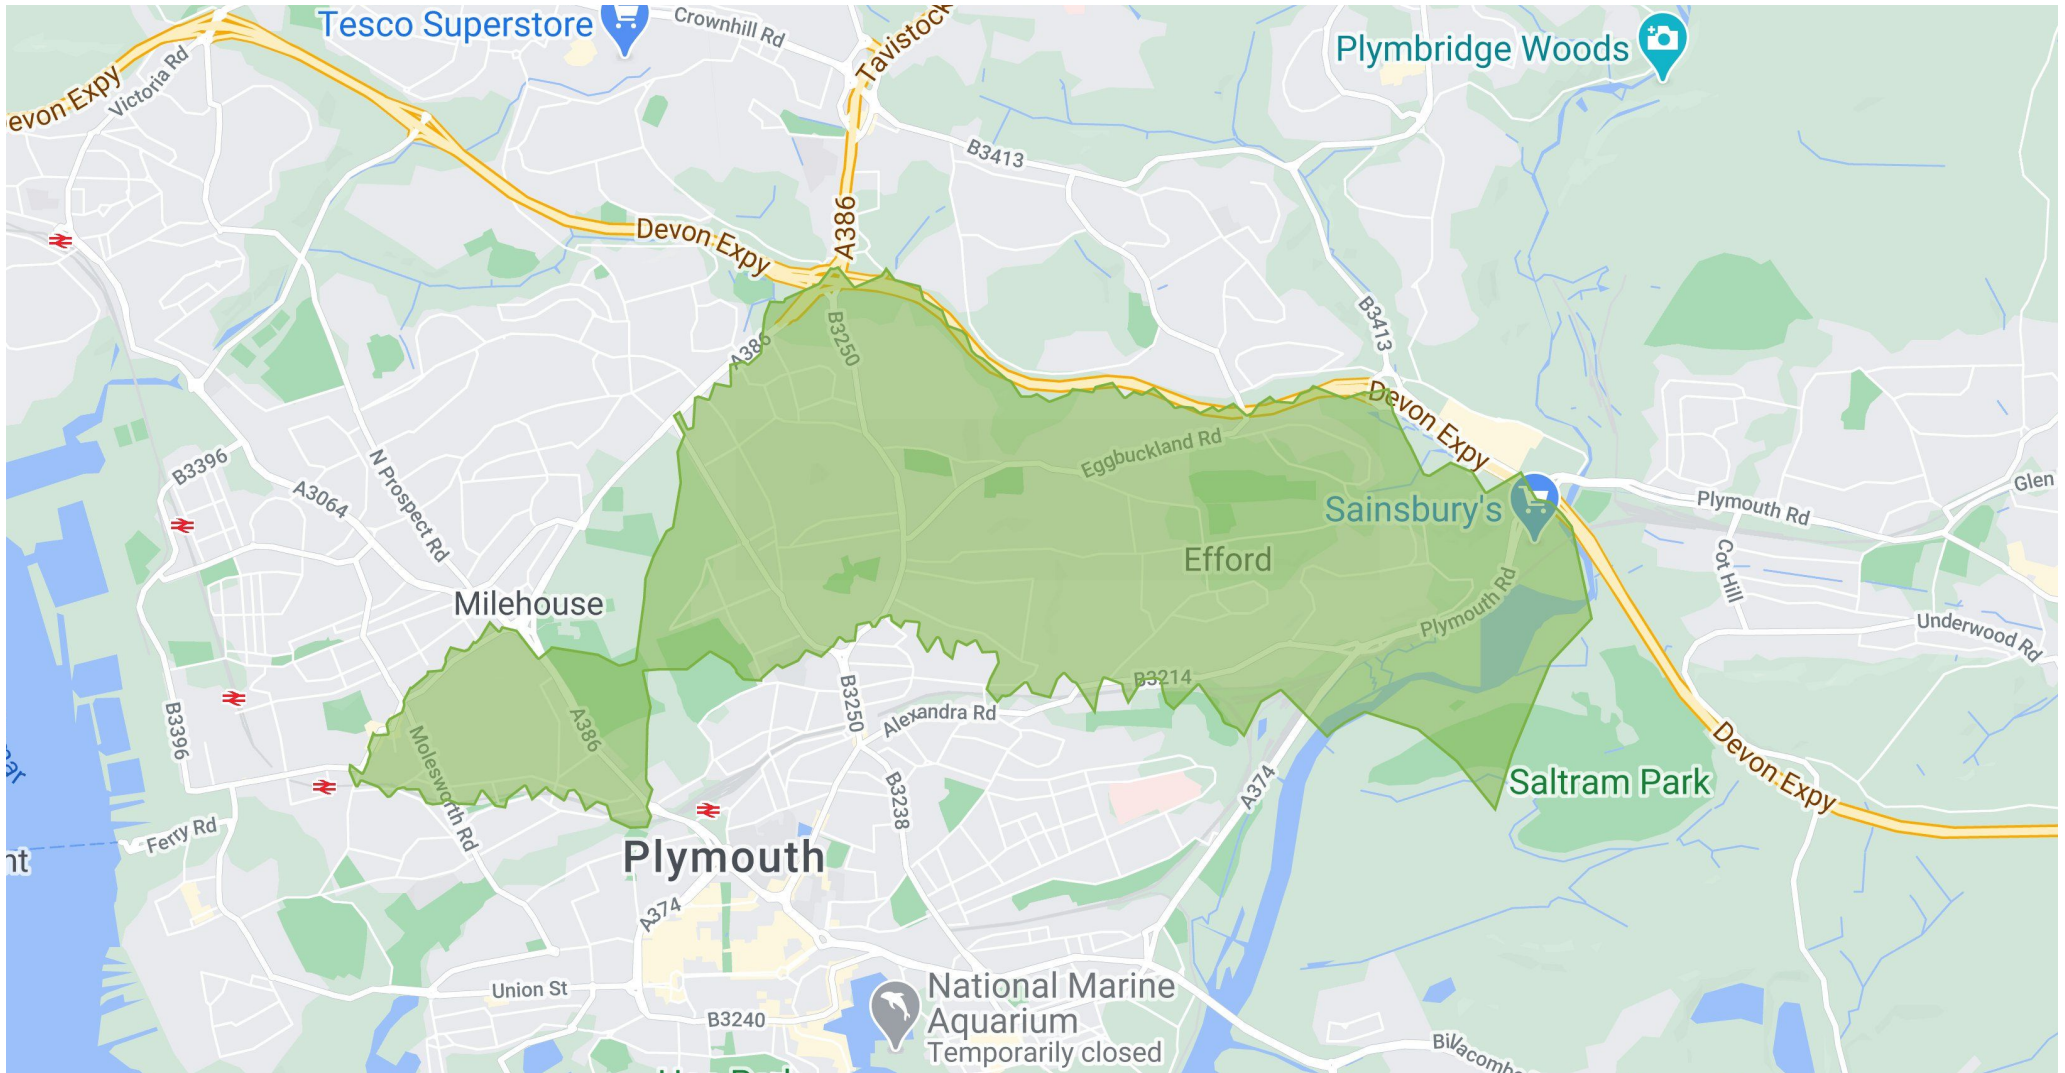 Tesco Superstore
Crownhill Rd
Tavistock
Plymbridge Woods
Victoria Rd
evon Expy
B3413
A386
Devon Expy
B3413
A386
B3250
Devon Expy
Eggbuckland Rd
B3396
A3064
N Prospect Rd
Sainsbury's
Plymouth Rd
Glen
Cot Hill
Efford
Milehouse
Plymouth Rd
Underwood Rd
B3214
B3396
Molesworth Rd
A386
B3250
Alexandra Rd
Devon Expy
Saltram Park
A374
B3238
Ferry Rd
Plymouth
A374
Union St
B3240
National Marine
Aquarium
Temporarily closed